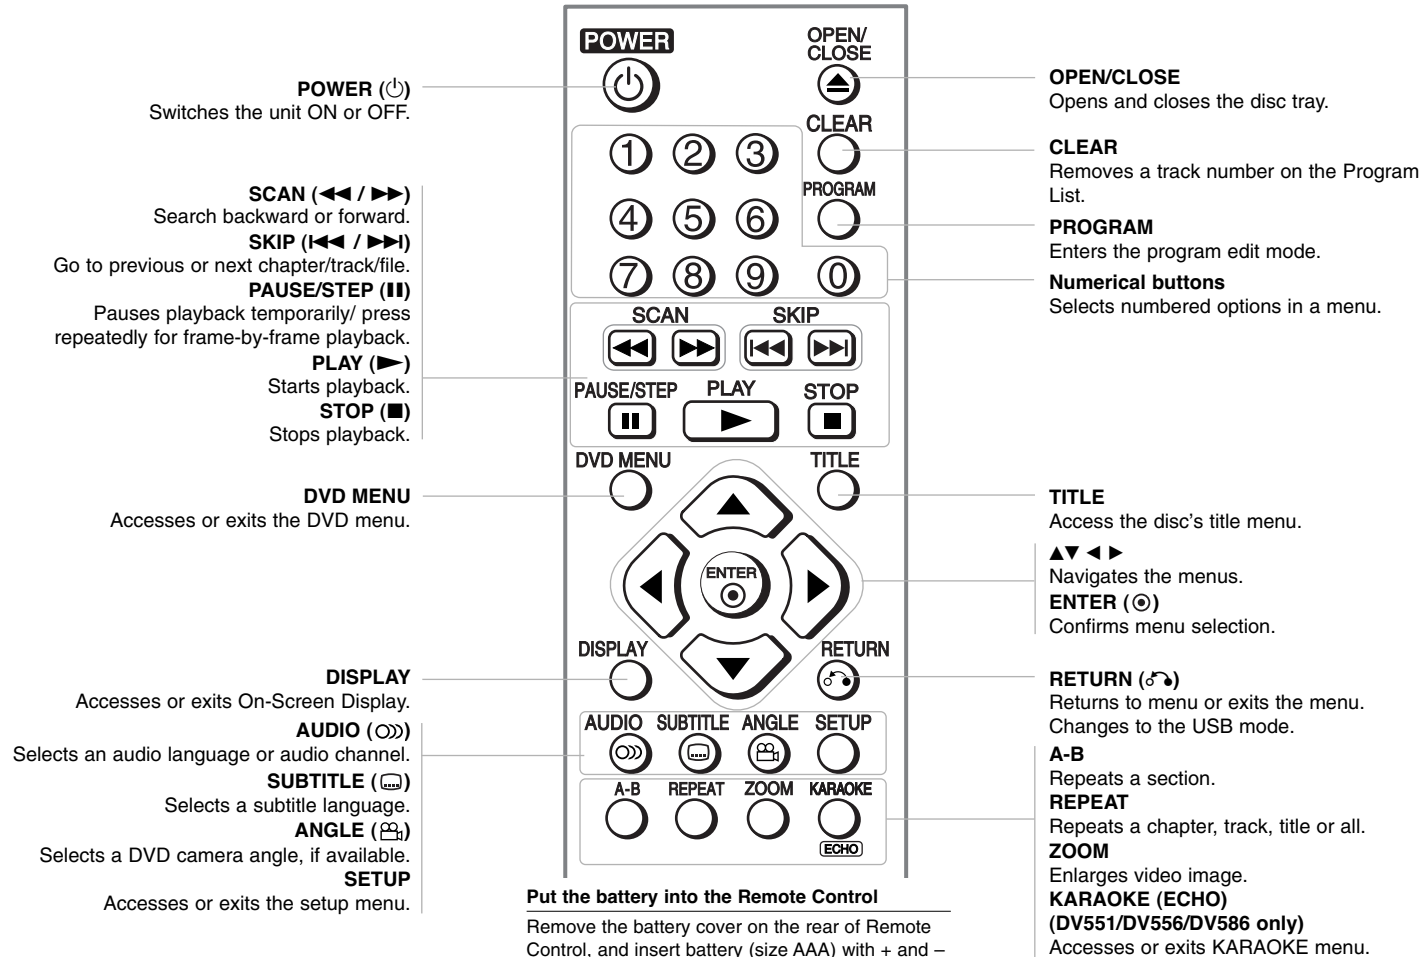 POWER (⏻)
Switches the unit ON or OFF.
SCAN (◀◀ / ▶▶)
Search backward or forward.
SKIP (I◀◀ / ▶▶I)
Go to previous or next chapter/track/file.
PAUSE/STEP (II)
Pauses playback temporarily/ press
repeatedly for frame-by-frame playback.
PLAY (▶)
Starts playback.
STOP (■)
Stops playback.
DVD MENU
Accesses or exits the DVD menu.
DISPLAY
Accesses or exits On-Screen Display.
AUDIO
Selects an audio language or audio channel.
SUBTITLE
Selects a subtitle language.
ANGLE
Selects a DVD camera angle, if available.
SETUP
Accesses or exits the setup menu.
POWER
OPEN/
CLOSE
CLEAR
1 2 3
PROGRAM
4 5 6
7 8 9 0
SCAN SKIP
PAUSE/STEP PLAY STOP
DVD MENU TITLE
ENTER
DISPLAY RETURN
AUDIO SUBTITLE ANGLE SETUP
A-B REPEAT ZOOM KARAOKE
ECHO
Put the battery into the Remote Control
Remove the battery cover on the rear of Remote
Control, and insert battery (size AAA) with + and –
OPEN/CLOSE
Opens and closes the disc tray.
CLEAR
Removes a track number on the Program
List.
PROGRAM
Enters the program edit mode.
Numerical buttons
Selects numbered options in a menu.
TITLE
Access the disc's title menu.
▲▼ ◀ ▶
Navigates the menus.
ENTER (◉)
Confirms menu selection.
RETURN
Returns to menu or exits the menu.
Changes to the USB mode.
A-B
Repeats a section.
REPEAT
Repeats a chapter, track, title or all.
ZOOM
Enlarges video image.
KARAOKE (ECHO)
(DV551/DV556/DV586 only)
Accesses or exits KARAOKE menu.